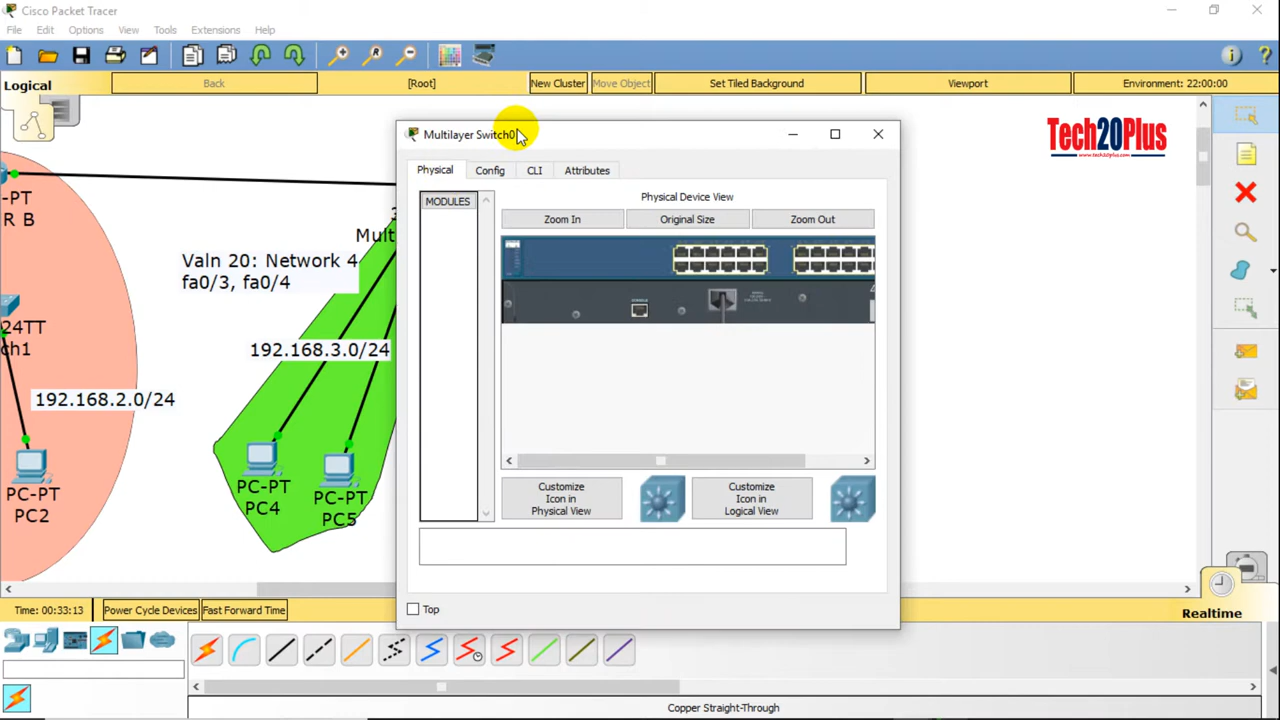 Cisco Packet Tracer
File Edit Options View Tools Extensions Help
Logical
Back
[Root]
New Cluster
Move Object
Set Tiled Background
Viewport
Environment: 22:00:00
Tech20Plus
www.tech20plus.com
Multilayer Switch0
Physical Config CLI Attributes
MODULES
Physical Device View
Zoom In
Original Size
Zoom Out
Customize
Icon in
Physical View
Customize
Icon in
Logical View
Top
-PT
R B
Mult
Valn 20: Network 4
fa0/3, fa0/4
24TT
ch1
192.168.3.0/24
192.168.2.0/24
PC-PT
PC2
PC-PT
PC4
PC-PT
PC5
Time: 00:33:13
Power Cycle Devices
Fast Forward Time
Realtime
Copper Straight-Through